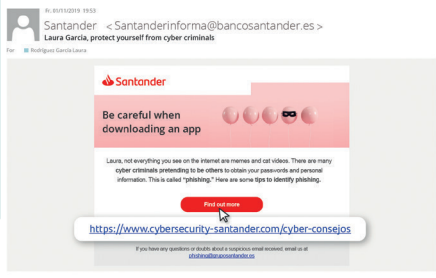 Fr, 01/11/2019 19:53
Santander < Santanderinforma@bancosantander.es >
Laura Garcia, protect yourself from cyber criminals
For Rodríguez García Laura
Santander
Be careful when
downloading an app
Laura, not everything you see on the internet are memes and cat videos. There are many
cyber criminals pretending to be others to obtain your passwords and personal
information. This is called "phishing." Here are some tips to identify phishing.
Find out more
https://www.cybersecurity-santander.com/cyber-consejos
If you have any questions or doubts about a suspicious email received, email us at
phishing@gruposantander.es